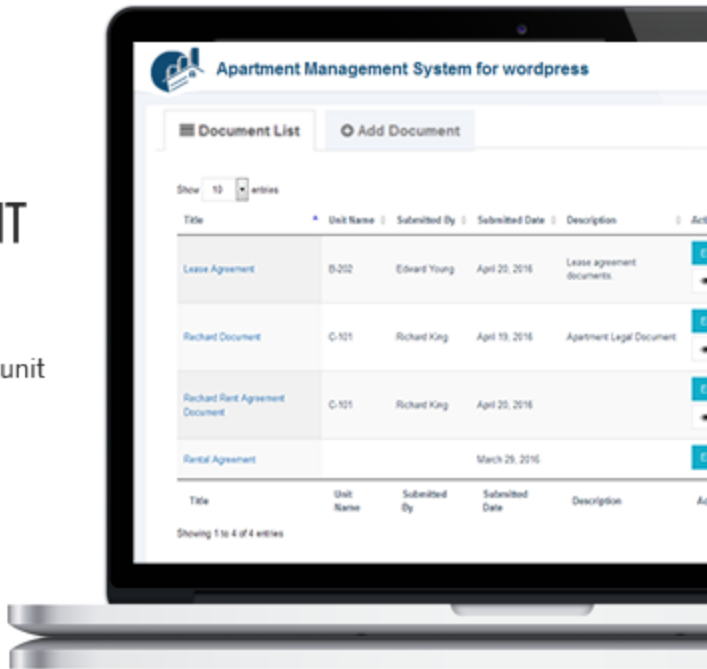 Apartment Management System for wordpress
Document List
Add Document
IT
unit
Show 10 entries
Title Unit Name Submitted By Submitted Date Description Acti
Lease Agreement B-202 Edward Young April 20, 2016 Lease agreement
documents.
E
Rechard Document C-101 Richard King April 19, 2016 Apartment Legal Document
E
Rechard Rent Agreement
Document C-101 Richard King April 20, 2016
E
Rental Agreement March 29, 2016
E
Title Unit
Name Submitted
By Submitted
Date Description Ac
Showing 1 to 4 of 4 entries